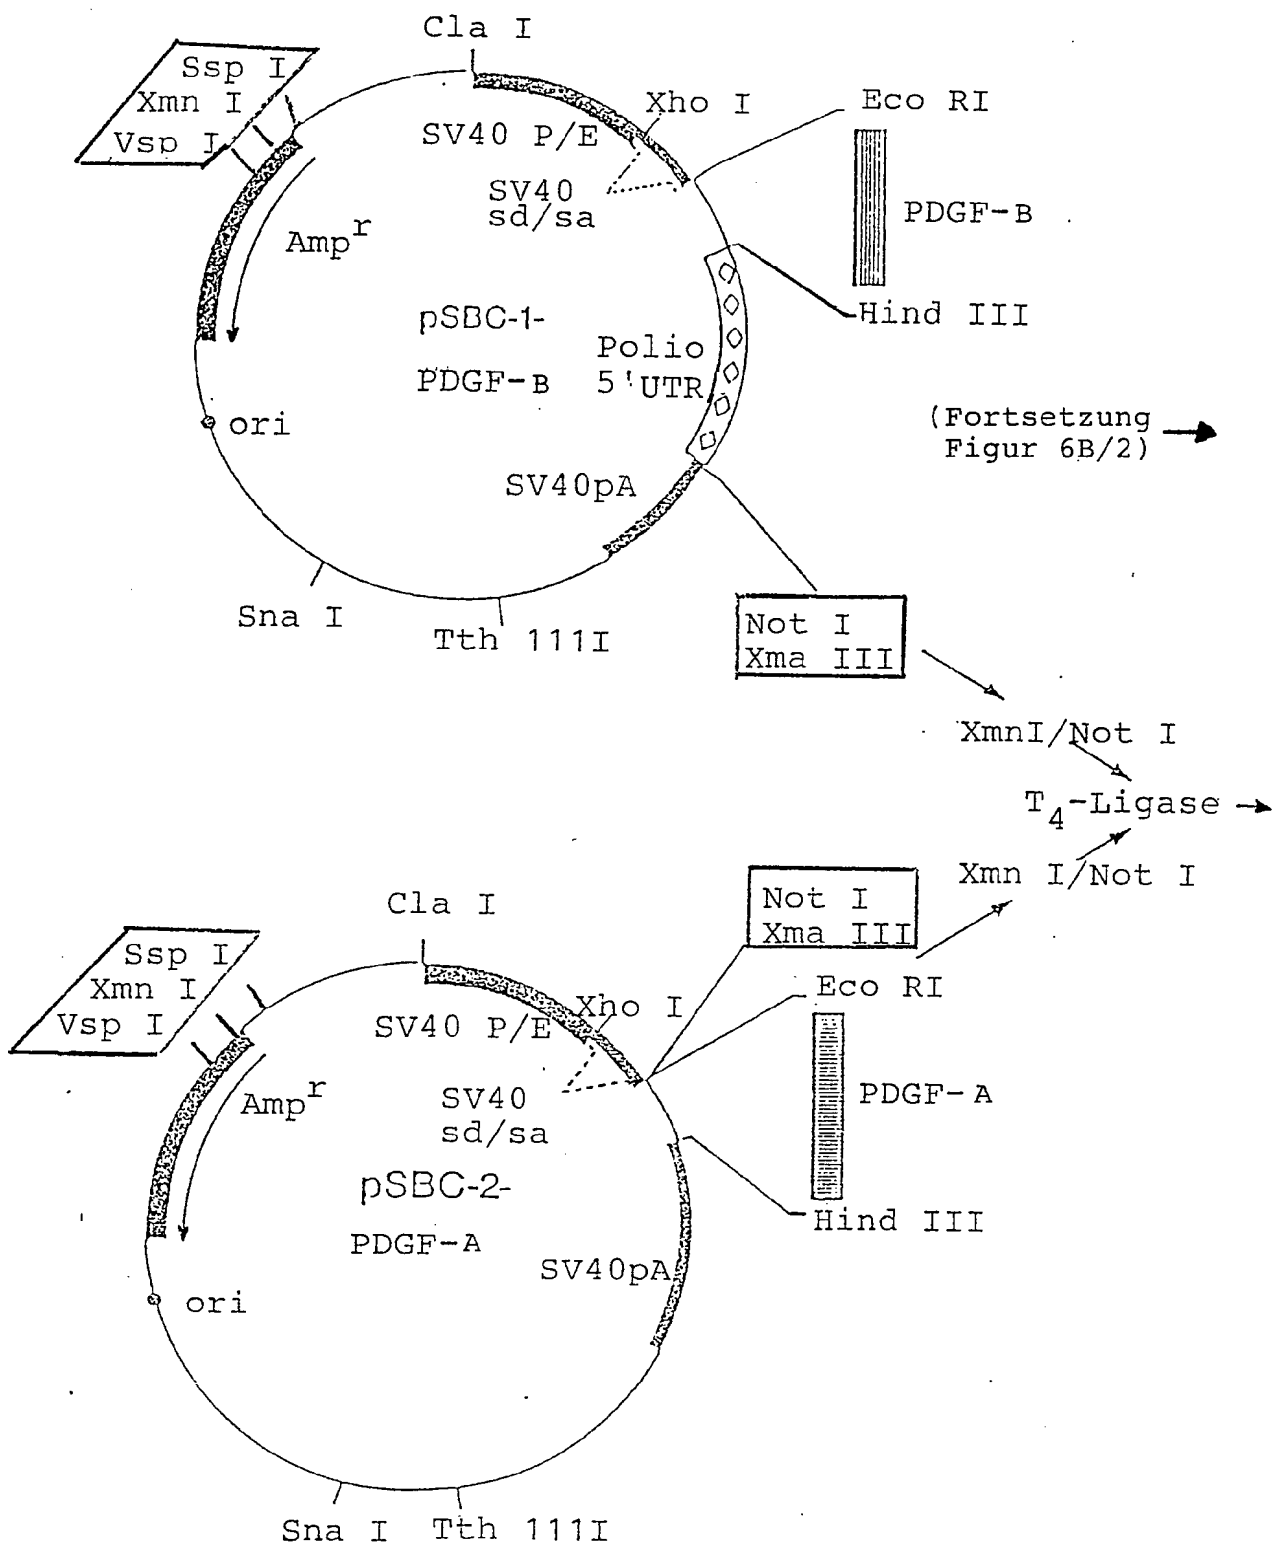 Cla I
Ssp I
Xmn I
Vsp I
Xho I
Eco RI
SV40 P/E
SV40
sd/sa
PDGF-B
Amp^r
Hind III
pSBC-1-
PDGF-B
Polio
5'UTR
ori
(Fortsetzung
Figur 6B/2)
SV40pA
Sna I
Tth 111I
Not I
Xma III
XmnI/Not I
T4-Ligase
Xmn I/Not I
Cla I
Not I
Xma III
Ssp I
Xmn I
Vsp I
Xho I
Eco RI
SV40 P/E
SV40
sd/sa
PDGF-A
Amp^r
Hind III
pSBC-2-
PDGF-A
SV40pA
ori
Sna I
Tth 111I